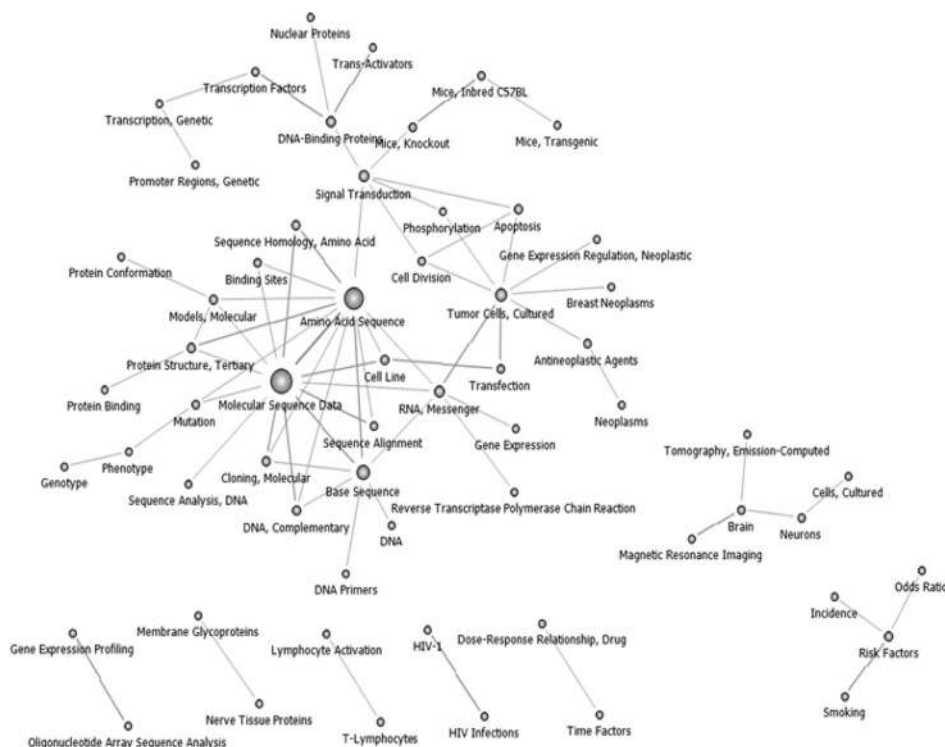 Nuclear Proteins
Trans-Activators
Transcription Factors
Mice, Inbred C57BL
Transcription, Genetic
DNA-Binding Proteins
Mice, Knockout
Mice, Transgenic
Promoter Regions, Genetic
Signal Transduction
Phosphorylation
Apoptosis
Sequence Homology, Amino Acid
Gene Expression Regulation, Neoplastic
Protein Conformation
Binding Sites
Cell Division
Models, Molecular
Amino Acid Sequence
Tumor Cells, Cultured
Breast Neoplasms
Protein Structure, Tertiary
Cell Line
Antineoplastic Agents
Transfection
Protein Binding
Molecular Sequence Data
RNA, Messenger
Mutation
Neoplasms
Sequence Alignment
Gene Expression
Tomography, Emission-Computed
Genotype
Phenotype
Cloning, Molecular
Sequence Analysis, DNA
Base Sequence
Cells, Cultured
Reverse Transcriptase Polymerase Chain Reaction
DNA, Complementary
Brain
Neurons
DNA
Magnetic Resonance Imaging
DNA Primers
Odds Ratio
Incidence
Membrane Glycoproteins
Dose-Response Relationship, Drug
Gene Expression Profiling
Lymphocyte Activation
HIV-1
Risk Factors
Smoking
Nerve Tissue Proteins
Time Factors
Oligonucleotide Array Sequence Analysis
T-Lymphocytes
HIV Infections